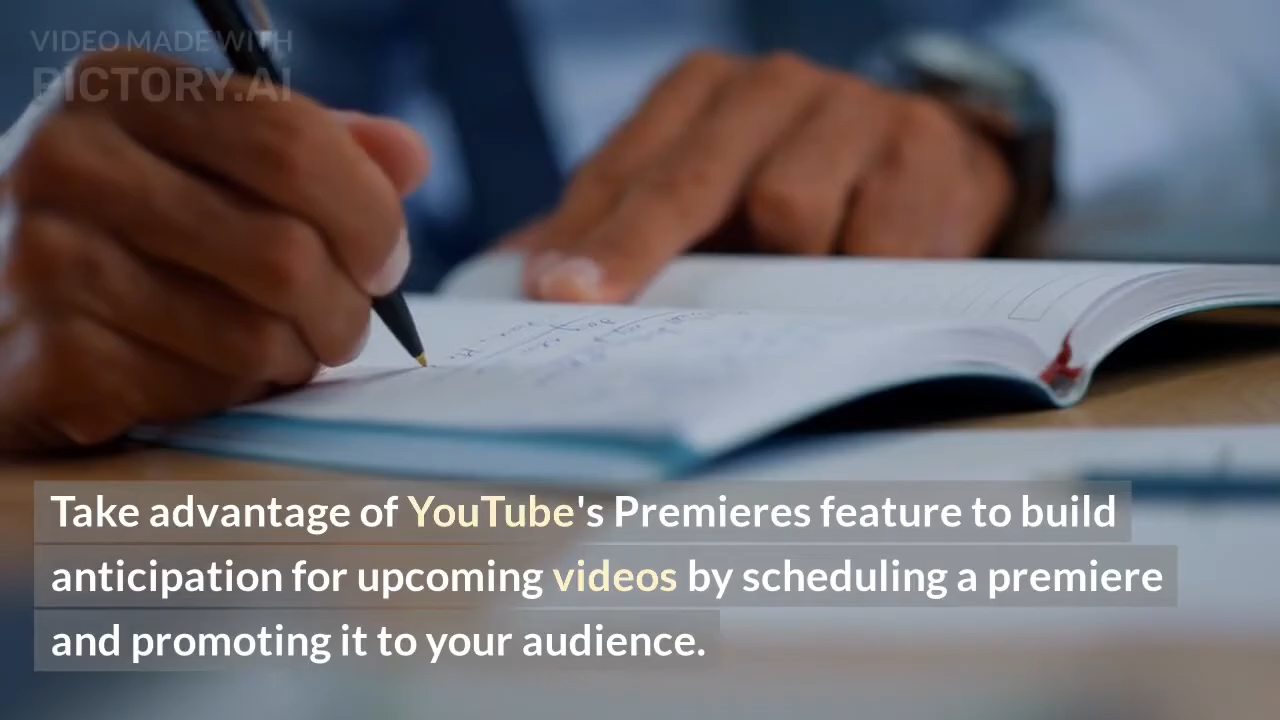 VIDEO MADE WITH
PICTORY.AI
Take advantage of YouTube's Premieres feature to build
anticipation for upcoming videos by scheduling a premiere
and promoting it to your audience.